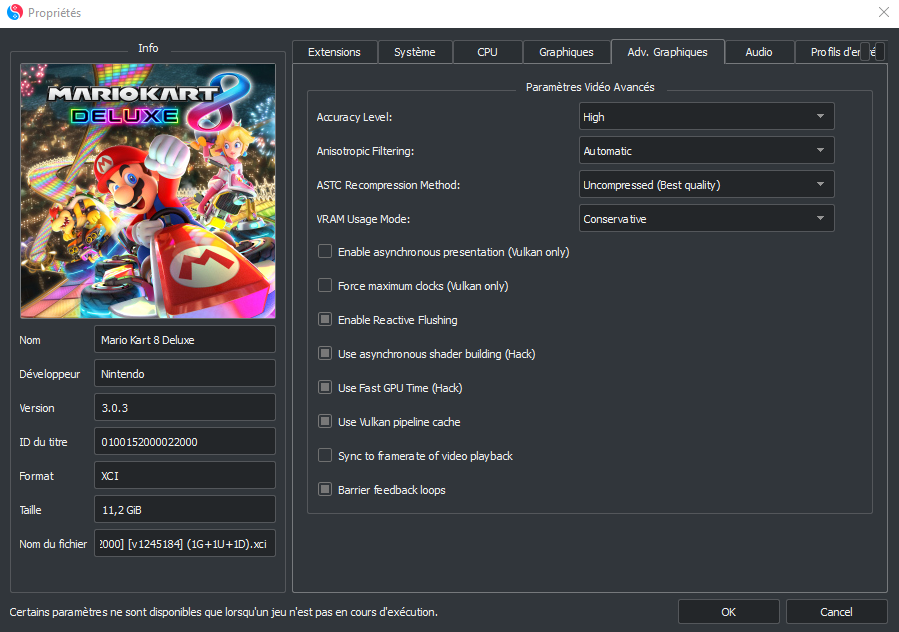 Propriétés
Info
MARIOKART 8
DELUXE
Nom
Mario Kart 8 Deluxe
Développeur
Nintendo
Version
3.0.3
ID du titre
0100152000022000
Format
XCI
Taille
11,2 GiB
Nom du fichier
2000] [v1245184] (1G+1U+1D).xci
Extensions
Système
CPU
Graphiques
Adv. Graphiques
Audio
Profils d'entrée
Paramètres Vidéo Avancés
Accuracy Level:
High
Anisotropic Filtering:
Automatic
ASTC Recompression Method:
Uncompressed (Best quality)
VRAM Usage Mode:
Conservative
Enable asynchronous presentation (Vulkan only)
Force maximum clocks (Vulkan only)
Enable Reactive Flushing
Use asynchronous shader building (Hack)
Use Fast GPU Time (Hack)
Use Vulkan pipeline cache
Sync to framerate of video playback
Barrier feedback loops
Certains paramètres ne sont disponibles que lorsqu'un jeu n'est pas en cours d'exécution.
OK
Cancel